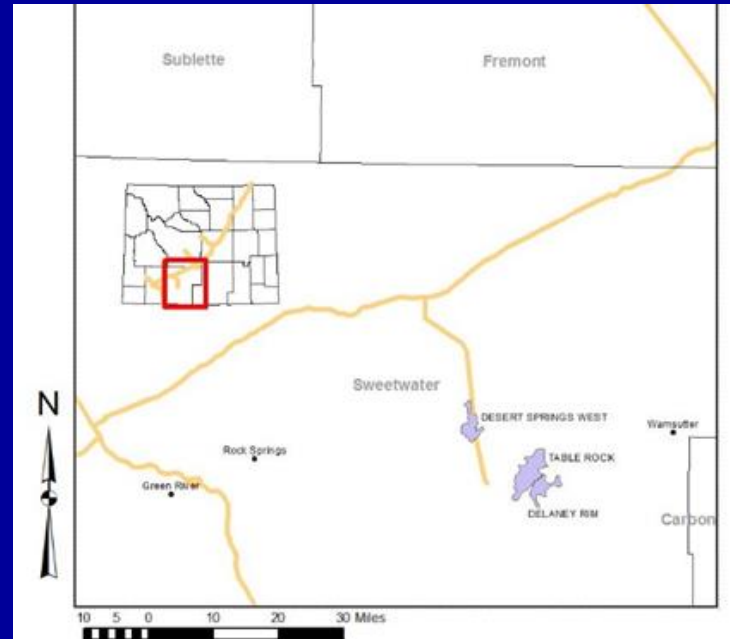 Sublette
Fremont
N
Sweetwater
DESERT SPRINGS WEST
Wamsutter
Rock Springs
TABLE ROCK
Green River
DELANEY RIM
Carbon
10 5 0 10 20 30 Miles